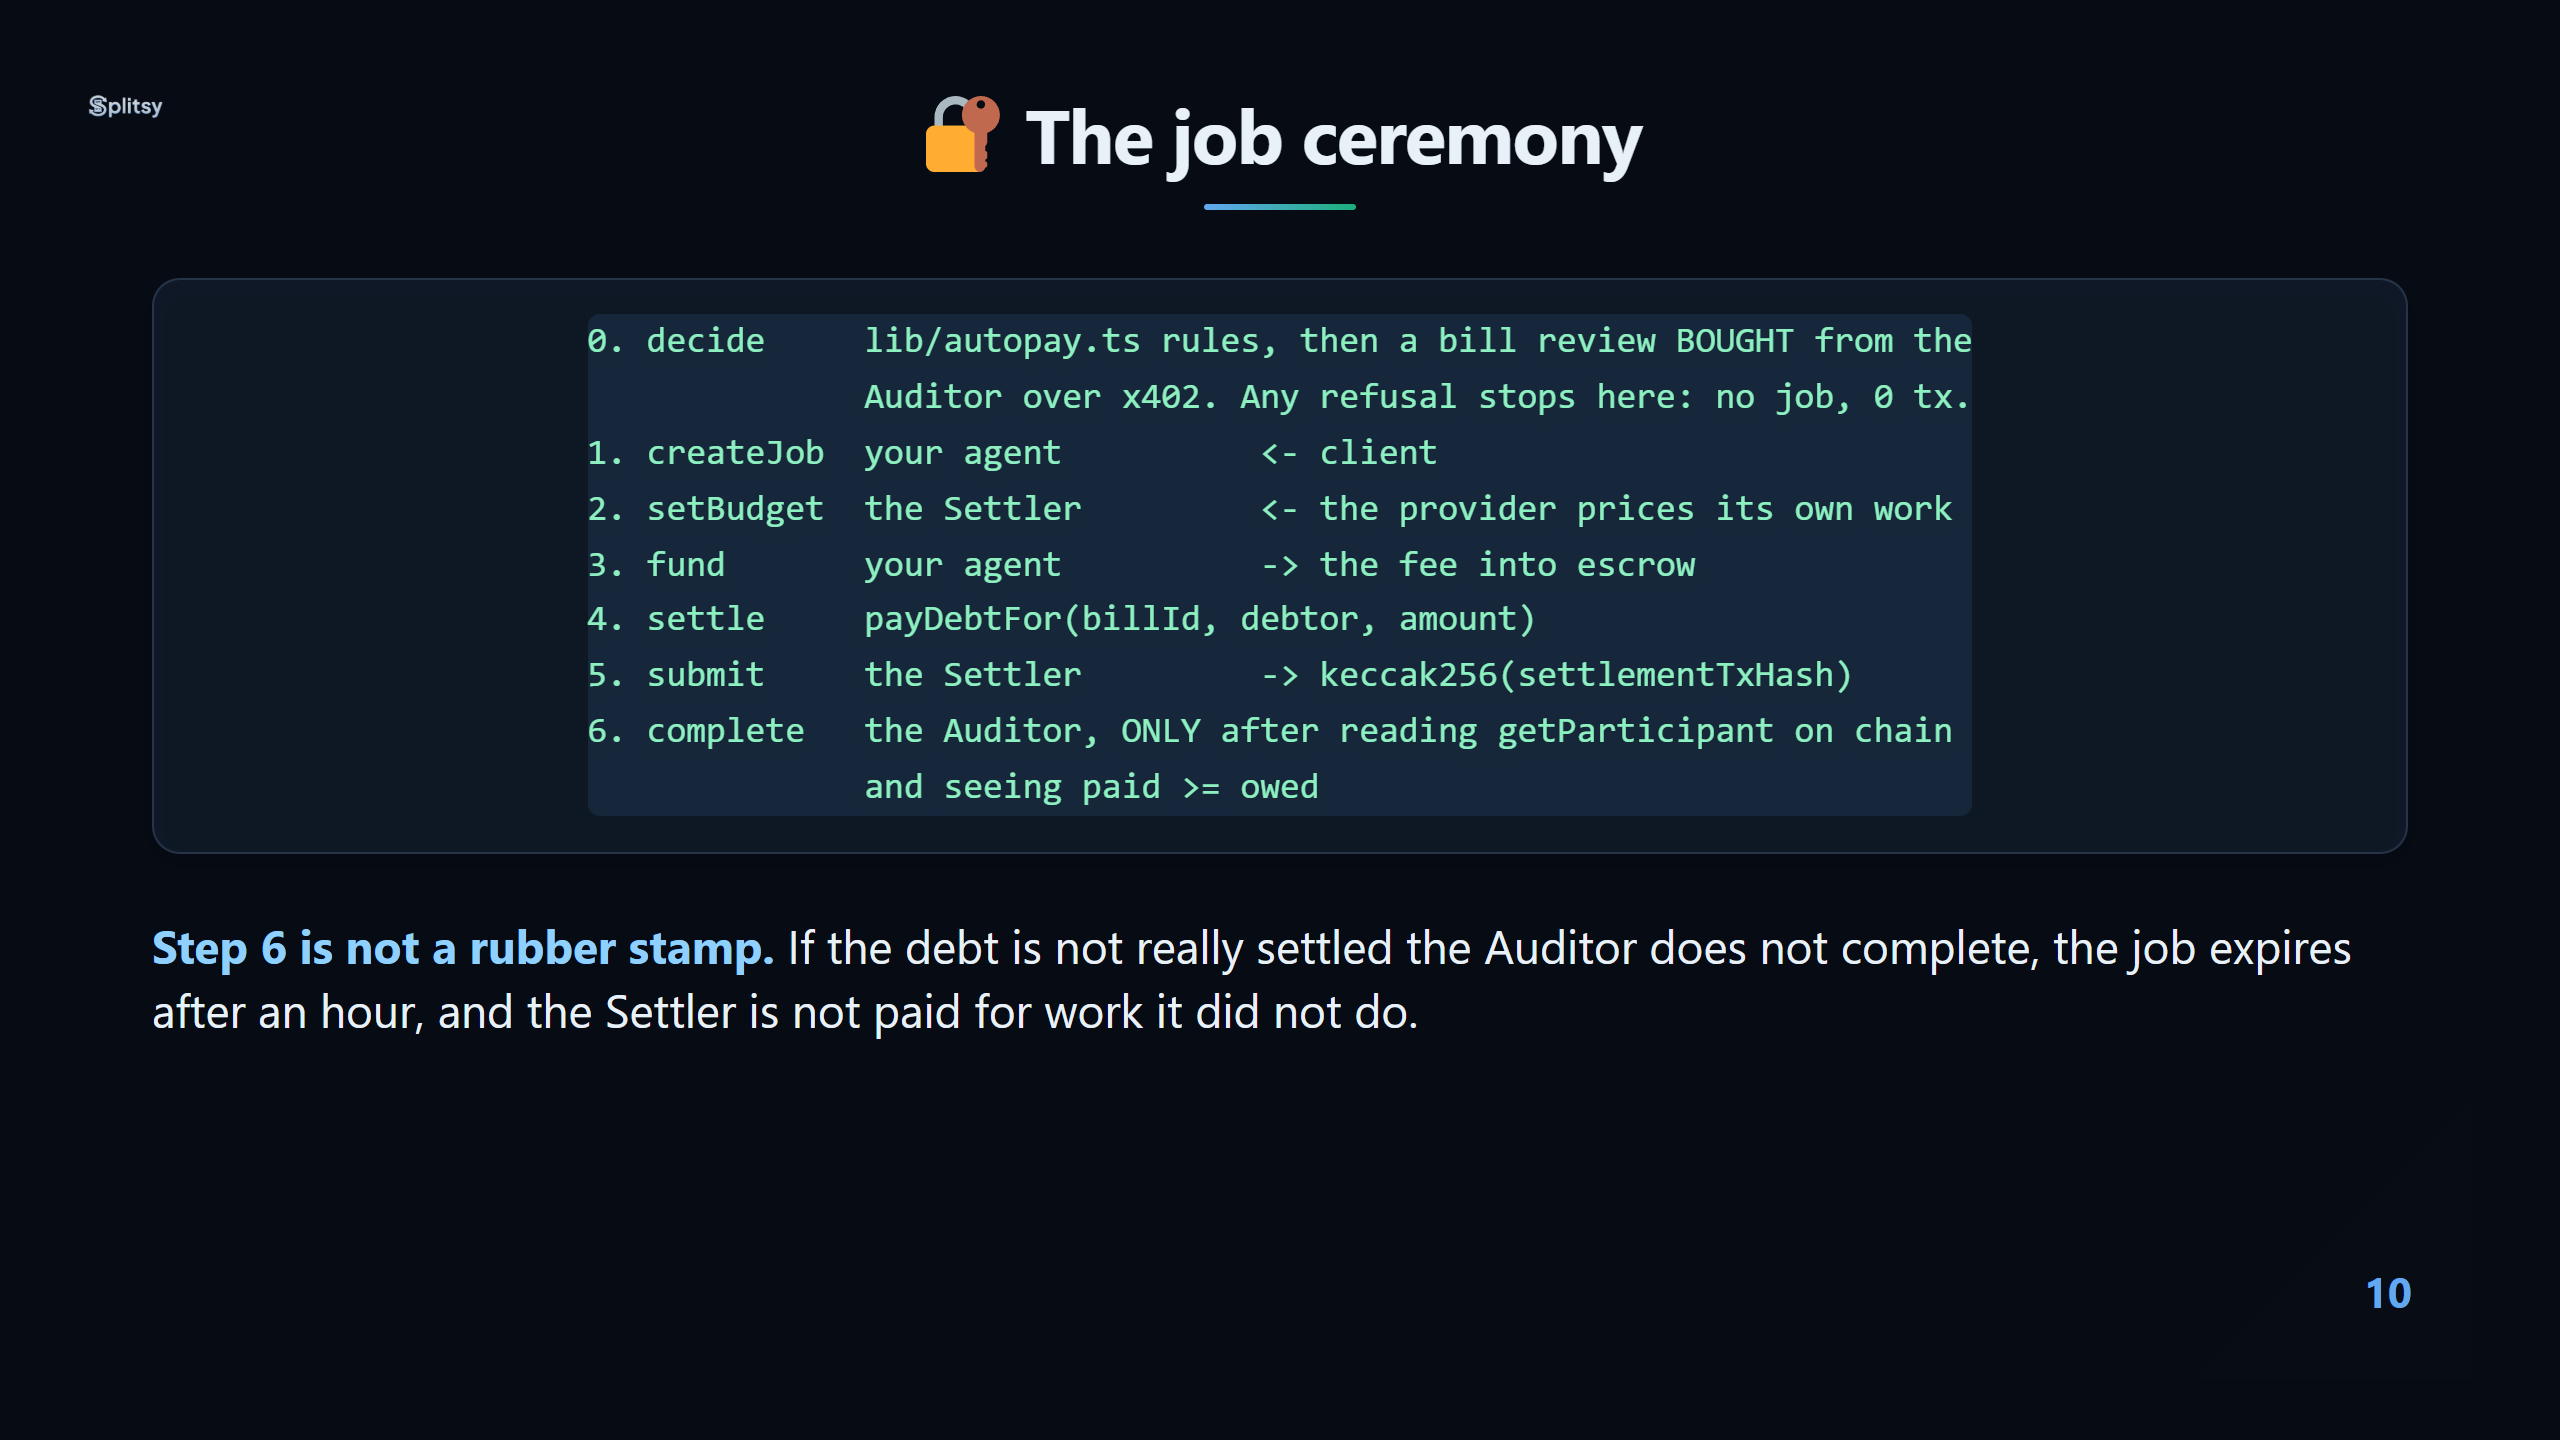 Splitsy
The job ceremony
0. decide     lib/autopay.ts rules, then a bill review BOUGHT from the
              Auditor over x402. Any refusal stops here: no job, 0 tx.
1. createJob  your agent          <- client
2. setBudget  the Settler         <- the provider prices its own work
3. fund       your agent          -> the fee into escrow
4. settle     payDebtFor(billId, debtor, amount)
5. submit     the Settler         -> keccak256(settlementTxHash)
6. complete   the Auditor, ONLY after reading getParticipant on chain
              and seeing paid >= owed
Step 6 is not a rubber stamp. If the debt is not really settled the Auditor does not complete, the job expires
after an hour, and the Settler is not paid for work it did not do.
10